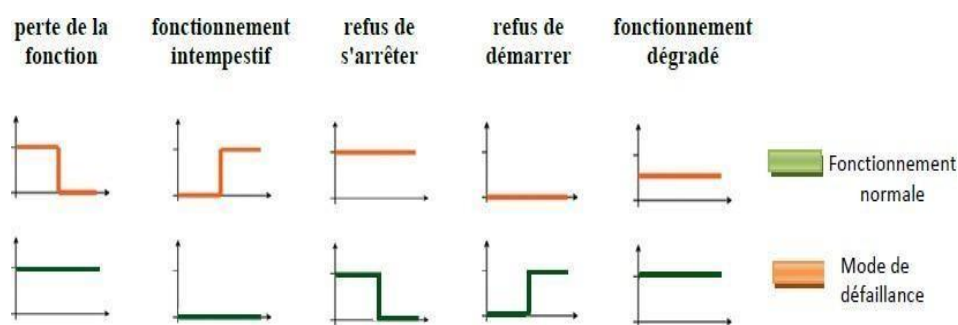 perte de la
fonction
fonctionnement
intempestif
refus de
s'arrêter
refus de
démarrer
fonctionnement
dégradé
Fonctionnement
normale
Mode de
défaillance